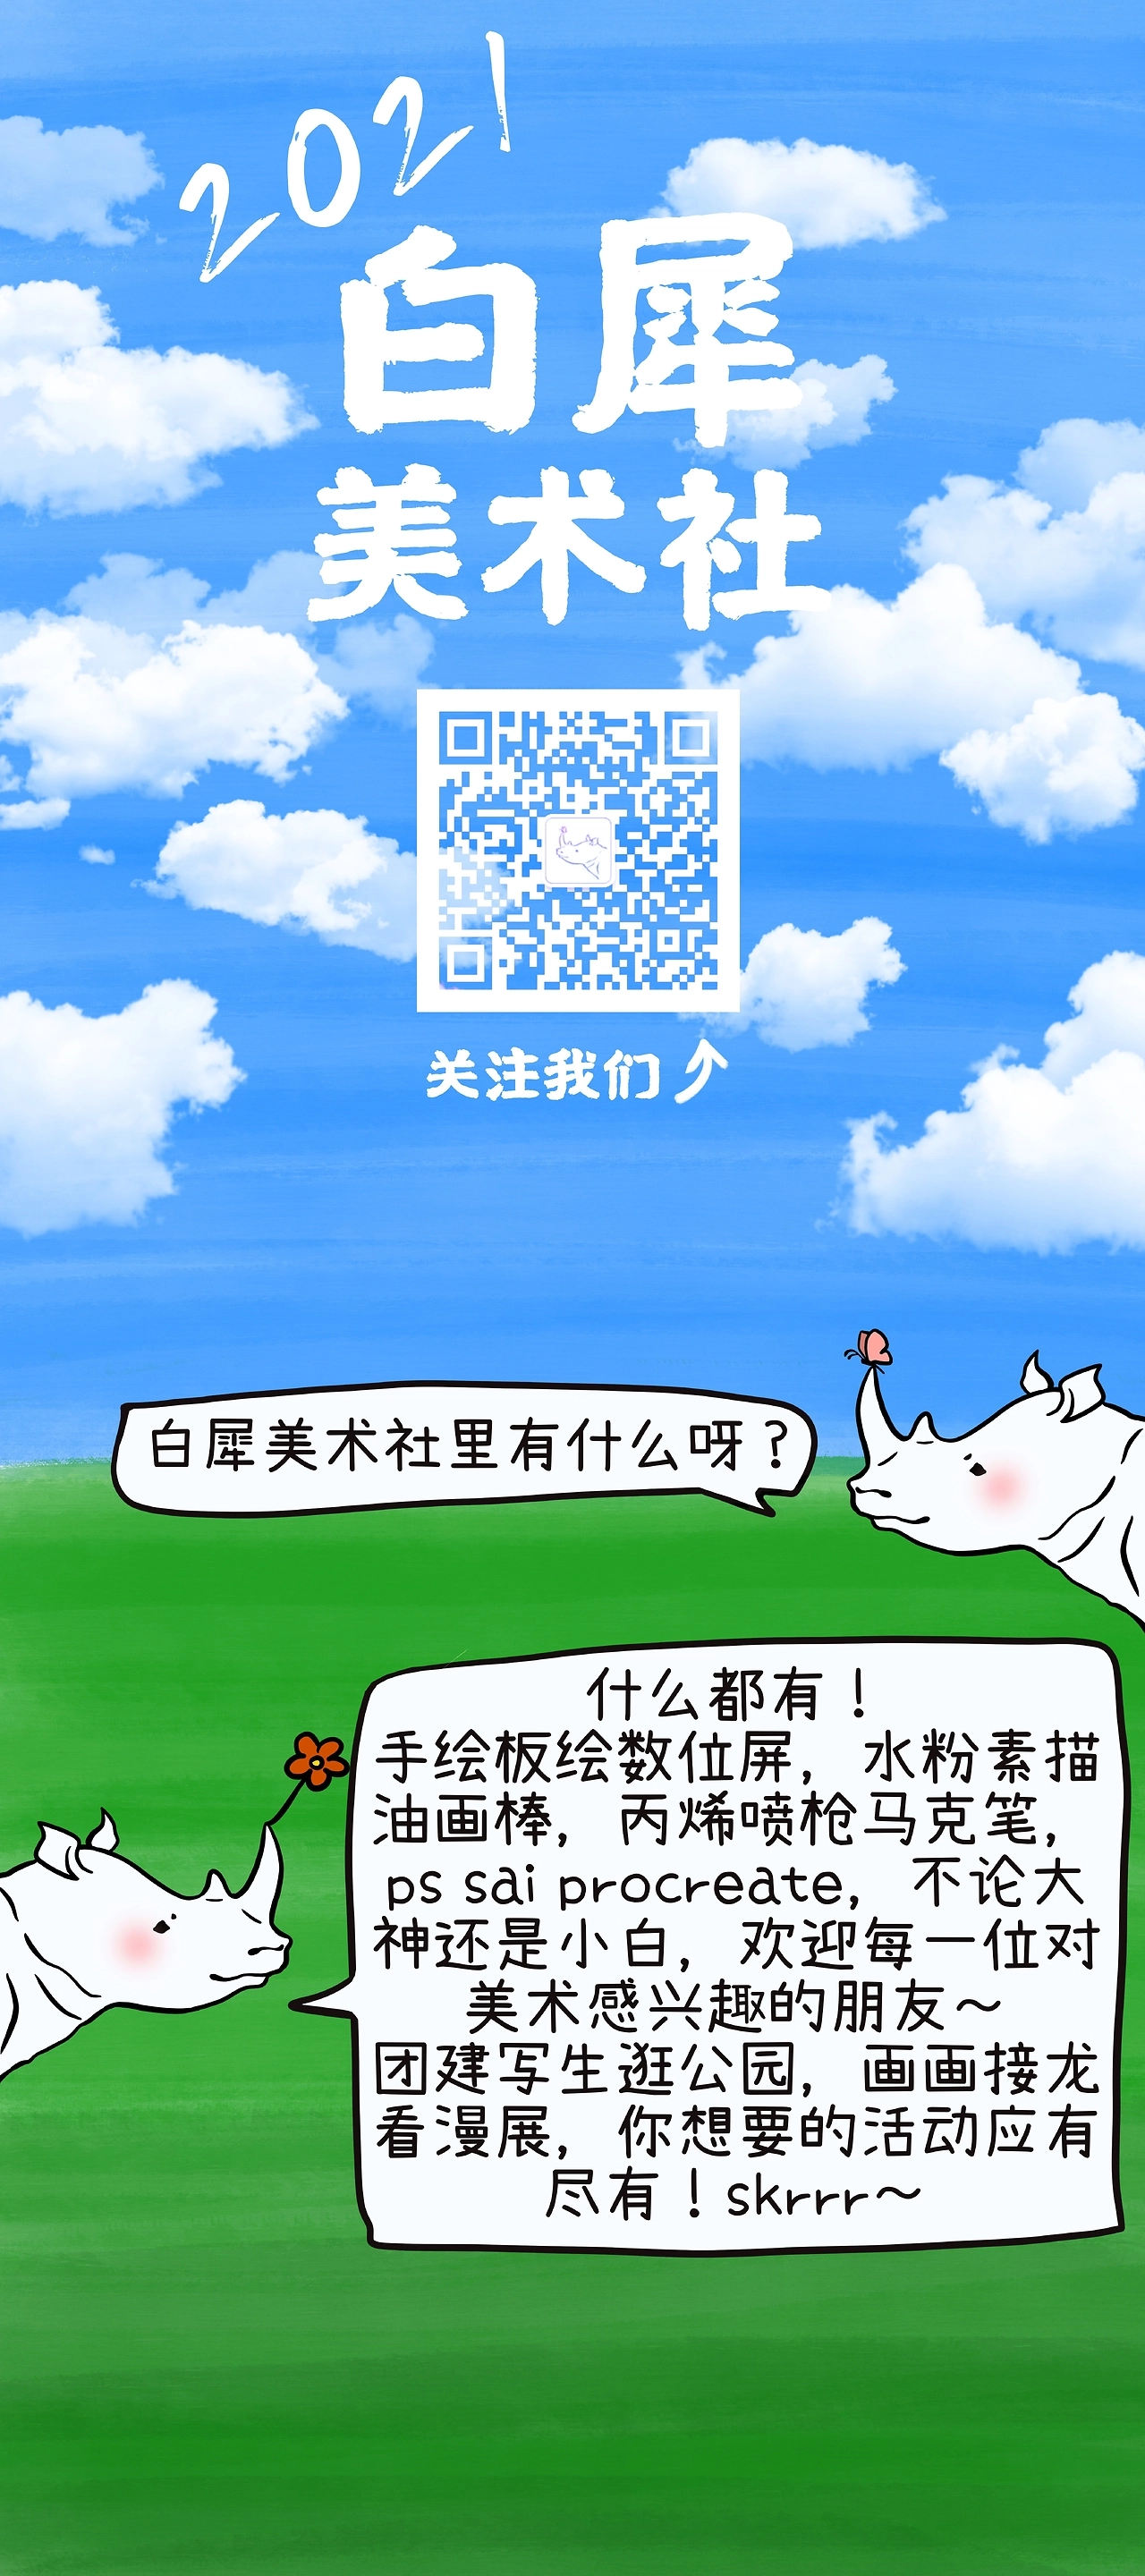 2021
白犀
美术社
关注我们
白犀美术社里有什么呀？
什么都有！
手绘板绘数位屏，水粉素描
油画棒，丙烯喷枪马克笔，
ps sai procreate，不论大
神还是小白，欢迎每一位对
美术感兴趣的朋友～
团建写生逛公园，画画接龙
看漫展，你想要的活动应有
尽有！skrrr～